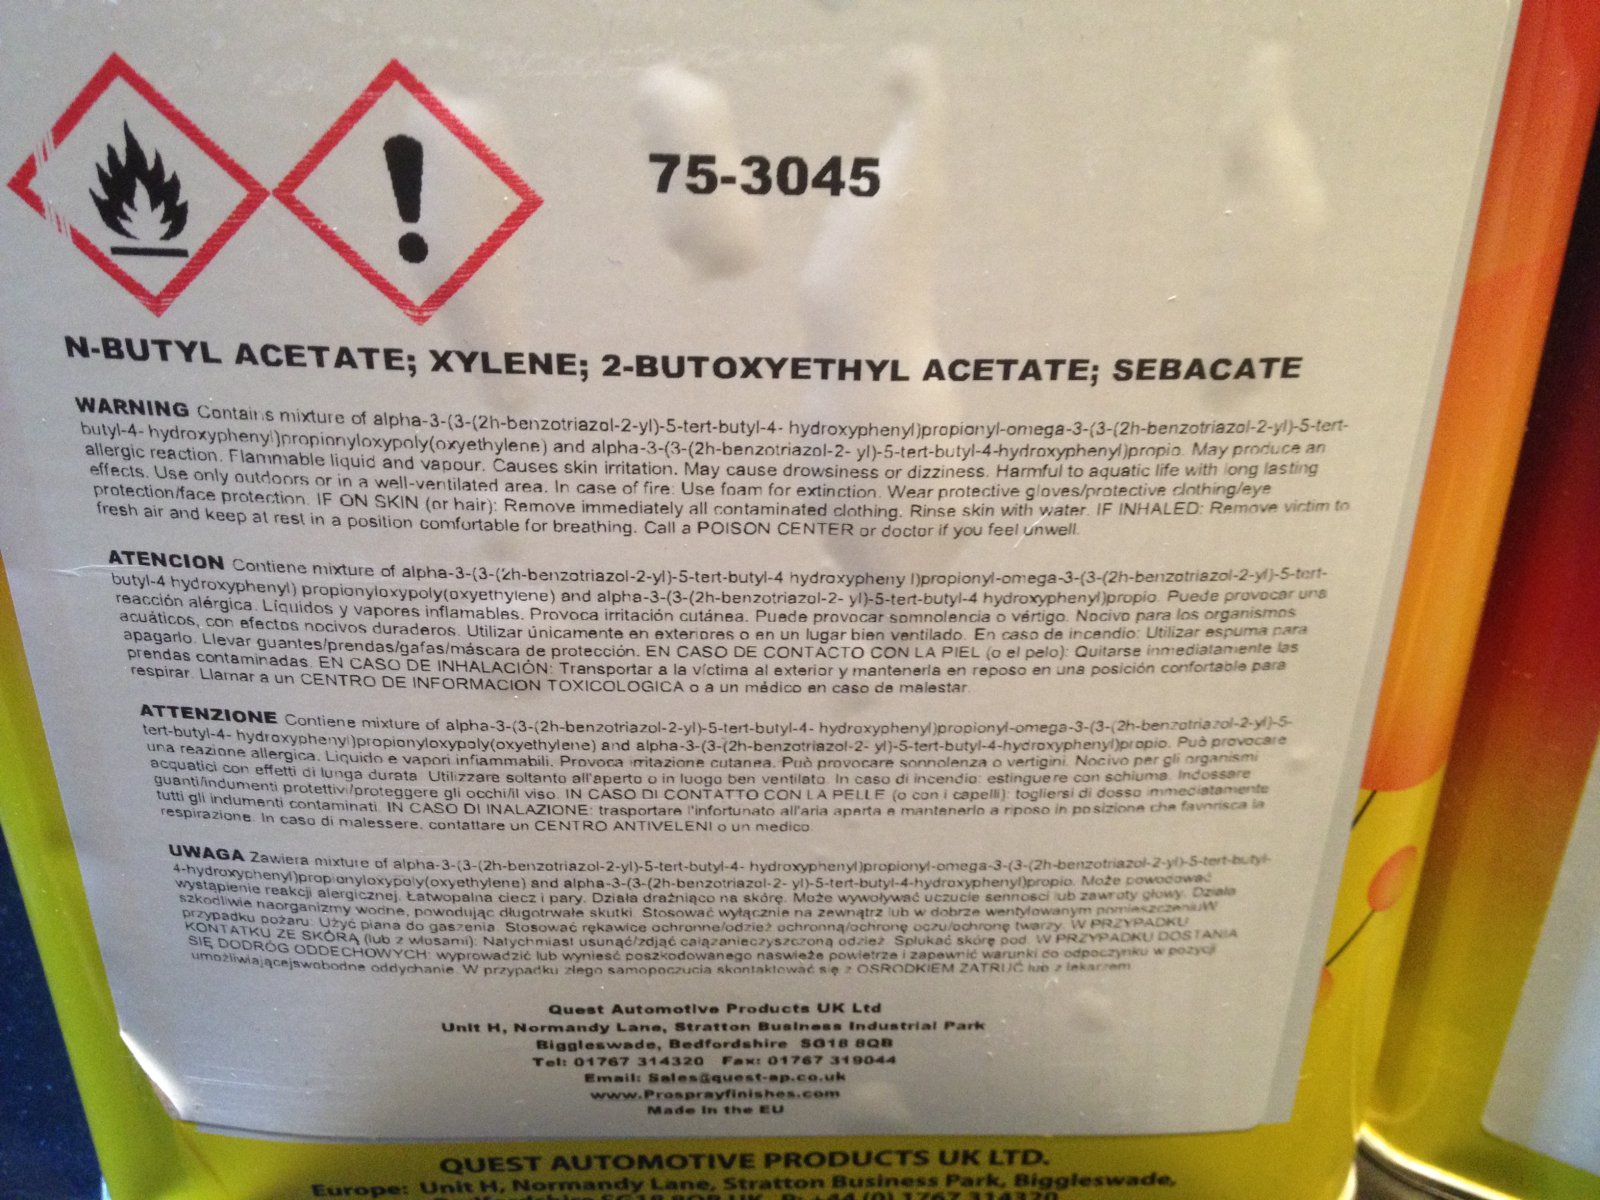 75-3045
N-BUTYL ACETATE; XYLENE; 2-BUTOXYETHYL ACETATE; SEBACATE
WARNING Contains mixture of alpha-3-(3-(2h-benzotriazol-2-yl)-5-tert-butyl-4- hydroxyphenyl)propionyl-omega-3-(3-(2h-benzotriazol-2-yl)-5-tert-
butyl-4- hydroxyphenyl)propionyloxypoly(oxyethylene) and alpha-3-(3-(2h-benzotriazol-2- yl)-5-tert-butyl-4-hydroxyphenyl)propio. May produce an
allergic reaction. Flammable liquid and vapour. Causes skin irritation. May cause drowsiness or dizziness. Harmful to aquatic life with long lasting
effects. Use only outdoors or in a well-ventilated area. In case of fire: Use foam for extinction. Wear protective gloves/protective clothing/eye
protection/face protection. IF ON SKIN (or hair): Remove immediately all contaminated clothing. Rinse skin with water. IF INHALED: Remove victim to
fresh air and keep at rest in a position comfortable for breathing. Call a POISON CENTER or doctor if you feel unwell.
ATENCION Contiene mixture of alpha-3-(3-(2h-benzotriazol-2-yl)-5-tert-butyl-4 hydroxypheny l)propionyl-omega-3-(3-(2h-benzotriazol-2-yl)-5-tert-
butyl-4 hydroxyphenyl) propionyloxypoly(oxyethylene) and alpha-3-(3-(2h-benzotriazol-2- yl)-5-tert-butyl-4 hydroxyphenyl)propio. Puede provocar una
reacción alérgica. Líquidos y vapores inflamables. Provoca irritación cutánea. Puede provocar somnolencia o vértigo. Nocivo para los organismos
acuáticos, con efectos nocivos duraderos. Utilizar únicamente en exteriores o en un lugar bien ventilado. En caso de incendio: Utilizar espuma para
apagarlo. Llevar guantes/prendas/gafas/máscara de protección. EN CASO DE CONTACTO CON LA PIEL (o el pelo): Quitarse inmediatamente las
prendas contaminadas. EN CASO DE INHALACIÓN: Transportar a la víctima al exterior y mantenerla en reposo en una posición confortable para
respirar. Llamar a un CENTRO DE INFORMACION TOXICOLOGICA o a un médico en caso de malestar.
ATTENZIONE Contiene mixture of alpha-3-(3-(2h-benzotriazol-2-yl)-5-tert-butyl-4- hydroxyphenyl)propionyl-omega-3-(3-(2h-benzotriazol-2-yl)-5-
tert-butyl-4- hydroxyphenyl)propionyloxypoly(oxyethylene) and alpha-3-(3-(2h-benzotriazol-2- yl)-5-tert-butyl-4-hydroxyphenyl)propio. Può provocare
una reazione allergica. Liquido e vapori infiammabili. Provoca irritazione cutanea. Può provocare sonnolenza o vertigini. Nocivo per gli organismi
acquatici con effetti di lunga durata. Utilizzare soltanto all'aperto o in luogo ben ventilato. In caso di incendio: estinguere con schiuma. Indossare
guanti/indumenti protettivi/proteggere gli occhi/il viso. IN CASO DI CONTATTO CON LA PELLE (o con i capelli): togliersi di dosso immediatamente
tutti gli indumenti contaminati. IN CASO DI INALAZIONE: trasportare l'infortunato all'aria aperta e mantenerlo a riposo in posizione che favorisca la
respirazione. In caso di malessere, contattare un CENTRO ANTIVELENI o un medico.
UWAGA Zawiera mixture of alpha-3-(3-(2h-benzotriazol-2-yl)-5-tert-butyl-4- hydroxyphenyl)propionyl-omega-3-(3-(2h-benzotriazol-2-yl)-5-tert-butyl-
4-hydroxyphenyl)propionyloxypoly(oxyethylene) and alpha-3-(3-(2h-benzotriazol-2- yl)-5-tert-butyl-4-hydroxyphenyl)propio. Może powodować
wystąpienie reakcji alergicznej. Łatwopalna ciecz i pary. Działa drażniąco na skórę. Może wywoływać uczucie senności lub zawroty głowy. Działa
szkodliwie naorganizmy wodne, powodując długotrwałe skutki. Stosować wyłącznie na zewnątrz lub w dobrze wentylowanym pomieszczeniu.W
przypadku pożaru: Użyć piana do gaszenia. Stosować rękawice ochronne/odzież ochronną/ochronę oczu/ochronę twarzy. W PRZYPADKU
KONTATKU ZE SKÓRĄ (lub z włosami): Natychmiast usunąć/zdjąć całązanieczyszczoną odzież. Spłukać skórę pod. W PRZYPADKU DOSTANIA
SIĘ DODRÓG ODDECHOWYCH: wyprowadzić lub wynieść poszkodowanego naświeże powietrze i zapewnić warunki do odpoczynku w pozycji
umożliwiającejswobodne oddychanie. W przypadku złego samopoczucia skontaktować się z OŚRODKIEM ZATRUĆ lub z lekarzem
Quest Automotive Products UK Ltd
Unit H, Normandy Lane, Stratton Business Industrial Park
Biggleswade, Bedfordshire SG18 8QB
Tel: 01767 314320 Fax: 01767 319044
Email: Sales@quest-ap.co.uk
www.Prosprayfinishes.com
Made in the EU
QUEST AUTOMOTIVE PRODUCTS UK LTD.
Europe: Unit H, Normandy Lane, Stratton Business Park, Biggleswade,
SG18 8QB UK P: +44 (0) 1767 314320